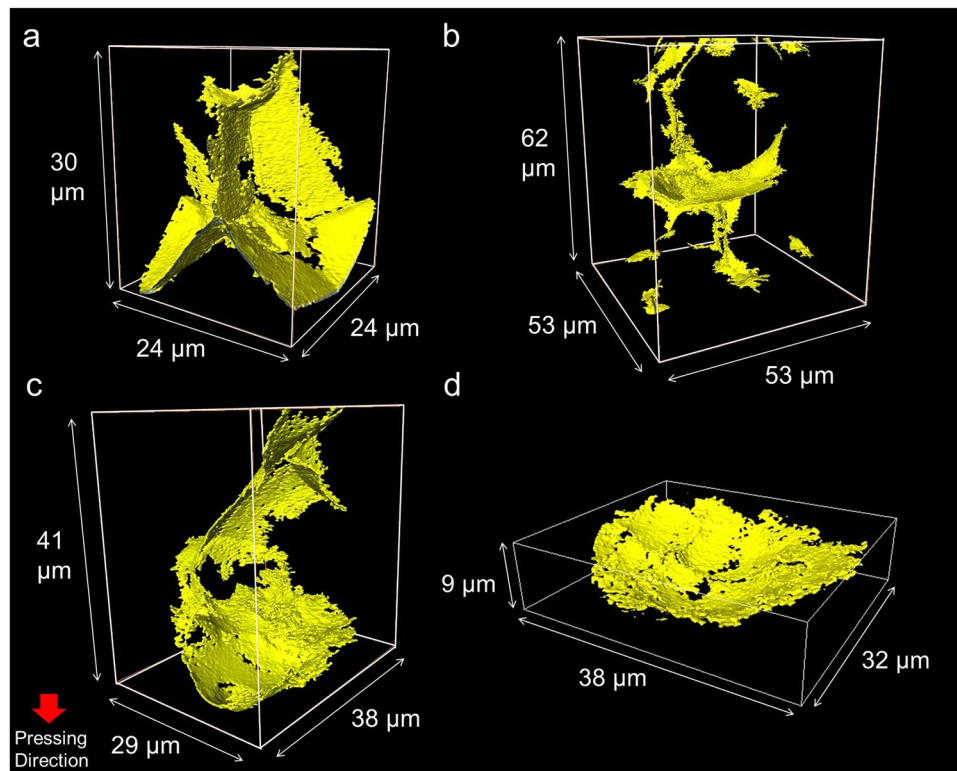 a
30
µm
24 µm
24 µm
b
62
µm
53 µm
53 µm
c
41
µm
29 µm
38 µm
Pressing
Direction
d
9 µm
38 µm
32 µm